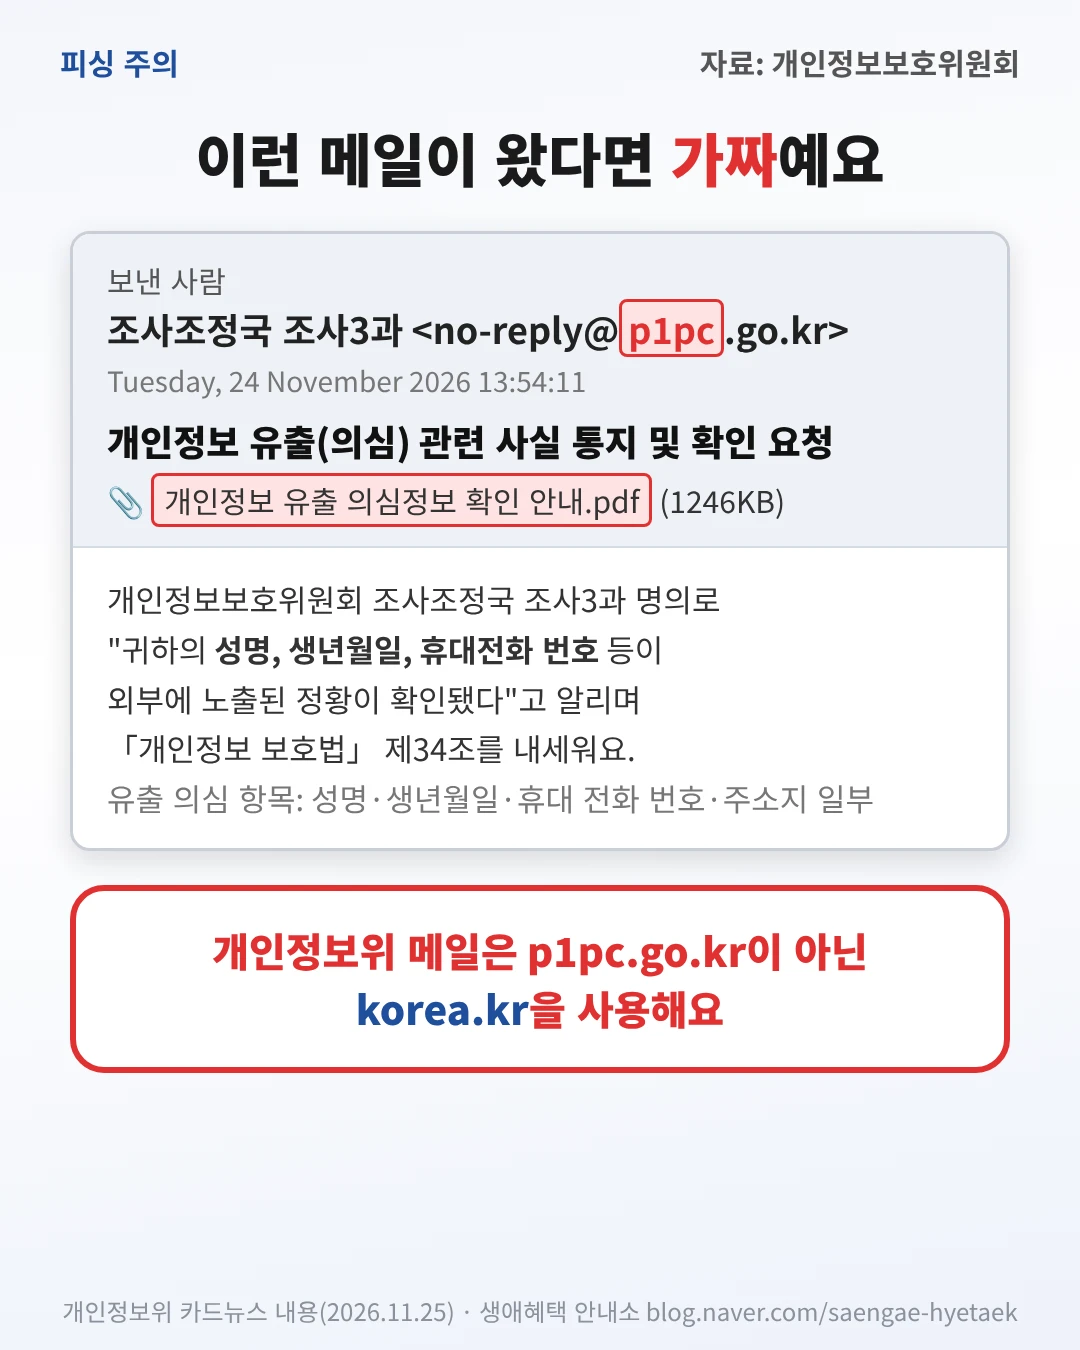 피싱 주의
자료: 개인정보보호위원회
이런 메일이 왔다면 가짜예요
보낸 사람
조사조정국 조사3과 <no-reply@p1pc.go.kr>
Tuesday, 24 November 2026 13:54:11
개인정보 유출(의심) 관련 사실 통지 및 확인 요청
개인정보 유출 의심정보 확인 안내.pdf (1246KB)
개인정보보호위원회 조사조정국 조사3과 명의로
"귀하의 성명, 생년월일, 휴대전화 번호 등이
외부에 노출된 정황이 확인됐다"고 알리며
「개인정보 보호법」 제34조를 내세워요.
유출 의심 항목: 성명·생년월일·휴대 전화 번호·주소지 일부
개인정보위 메일은 p1pc.go.kr이 아닌
korea.kr을 사용해요
개인정보위 카드뉴스 내용(2026.11.25) · 생애혜택 안내소 blog.naver.com/saengae-hyetaek